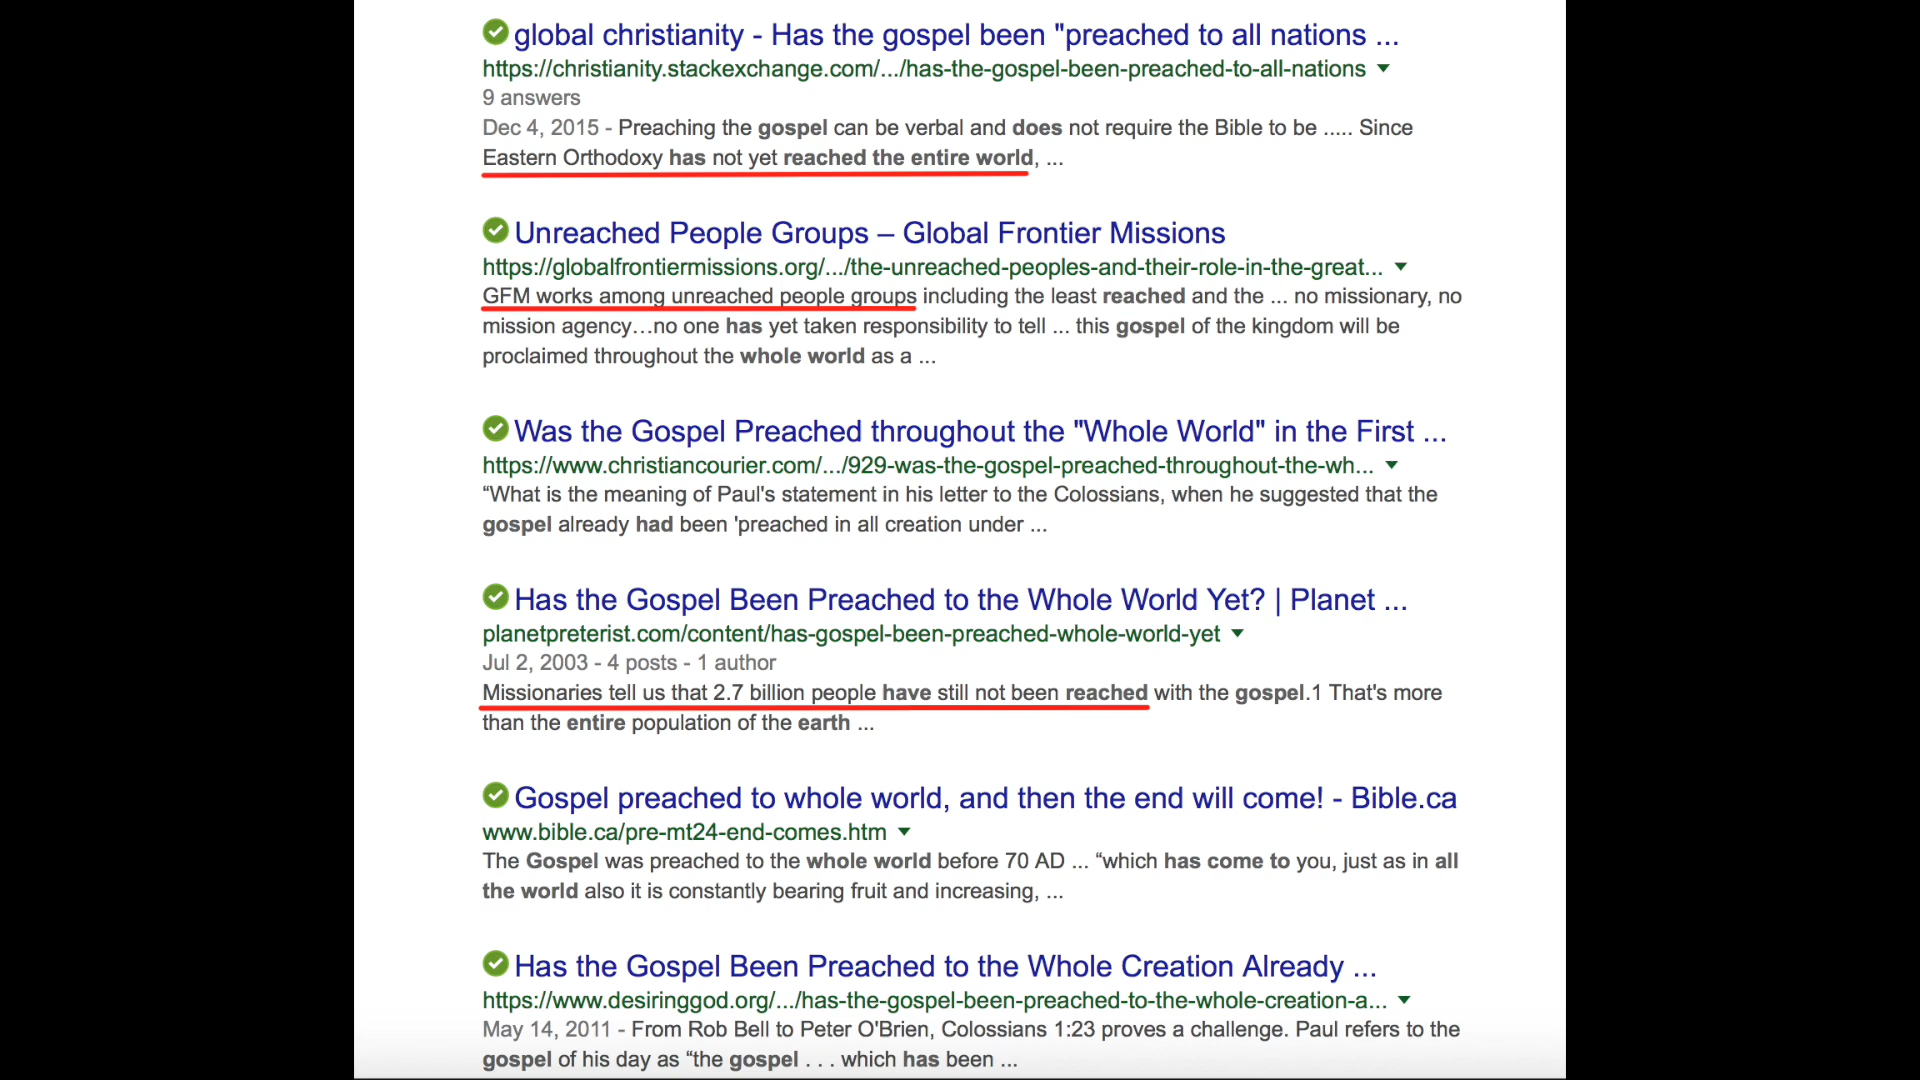 global christianity - Has the gospel been "preached to all nations ...
https://christianity.stackexchange.com/.../has-the-gospel-been-preached-to-all-nations
9 answers
Dec 4, 2015 - Preaching the gospel can be verbal and does not require the Bible to be ..... Since
Eastern Orthodoxy has not yet reached the entire world, ...
Unreached People Groups – Global Frontier Missions
https://globalfrontiermissions.org/.../the-unreached-peoples-and-their-role-in-the-great...
GFM works among unreached people groups including the least reached and the ... no missionary, no
mission agency…no one has yet taken responsibility to tell ... this gospel of the kingdom will be
proclaimed throughout the whole world as a ...
Was the Gospel Preached throughout the "Whole World" in the First ...
https://www.christiancourier.com/.../929-was-the-gospel-preached-throughout-the-wh...
“What is the meaning of Paul's statement in his letter to the Colossians, when he suggested that the
gospel already had been 'preached in all creation under ...
Has the Gospel Been Preached to the Whole World Yet? | Planet ...
planetpreterist.com/content/has-gospel-been-preached-whole-world-yet
Jul 2, 2003 - 4 posts - 1 author
Missionaries tell us that 2.7 billion people have still not been reached with the gospel.1 That's more
than the entire population of the earth ...
Gospel preached to whole world, and then the end will come! - Bible.ca
www.bible.ca/pre-mt24-end-comes.htm
The Gospel was preached to the whole world before 70 AD ... “which has come to you, just as in all
the world also it is constantly bearing fruit and increasing, ...
Has the Gospel Been Preached to the Whole Creation Already ...
https://www.desiringgod.org/.../has-the-gospel-been-preached-to-the-whole-creation-a...
May 14, 2011 - From Rob Bell to Peter O'Brien, Colossians 1:23 proves a challenge. Paul refers to the
gospel of his day as “the gospel . . . which has been ...